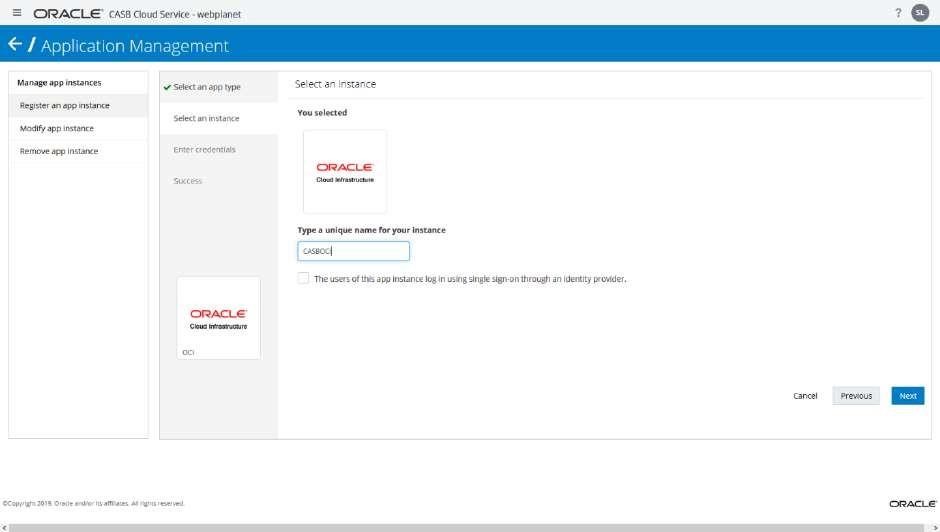 ORACLE® CASB Cloud Service - webplanet
? SL
/ Application Management
Manage app instances
Register an app instance
Modify app instance
Remove app instance
Select an app type
Select an instance
Enter credentials
Success
ORACLE
Cloud Infrastructure
OCI
Select an instance
You selected
ORACLE
Cloud Infrastructure
Type a unique name for your instance
CASBOCI
The users of this app instance log in using single sign-on through an identity provider.
Cancel
Previous
Next
©Copyright 2019, Oracle and/or its affiliates. All rights reserved.
ORACLE®